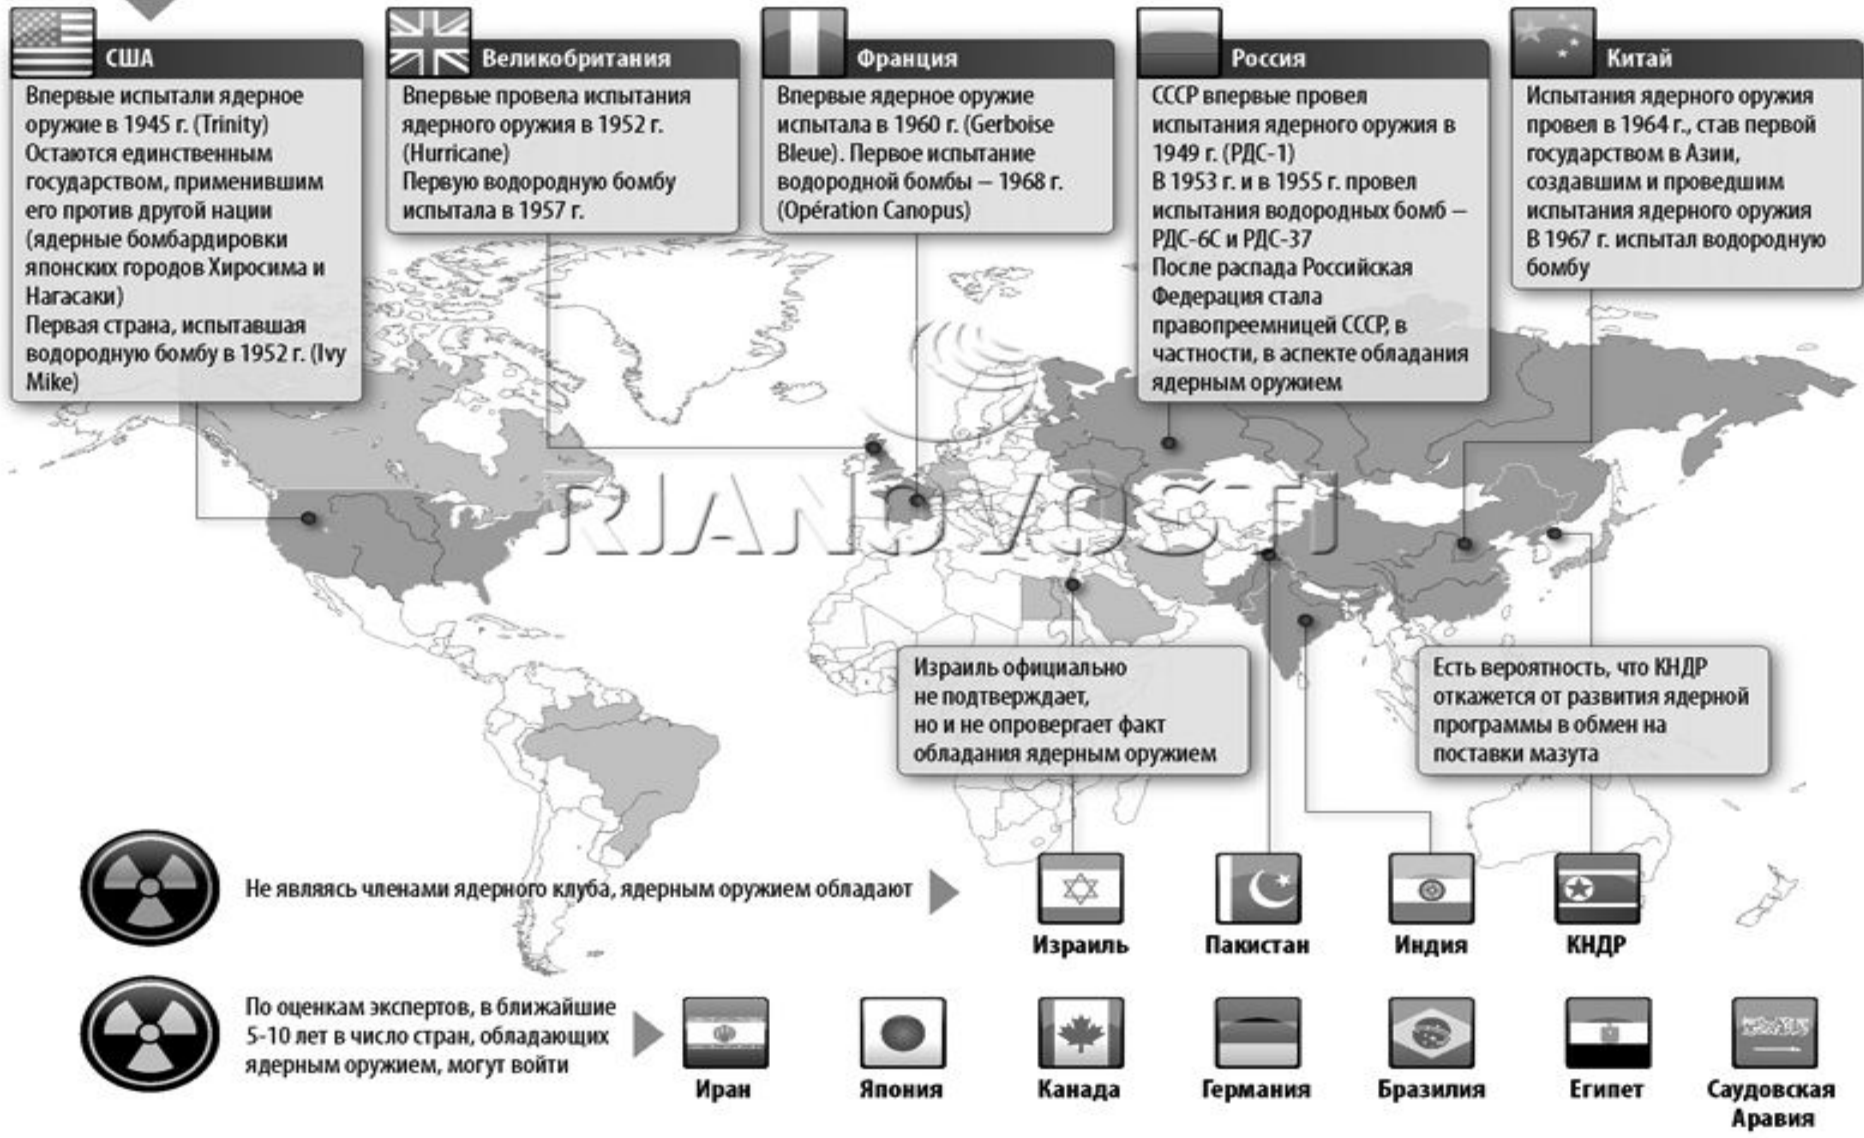 США
Впервые испытали ядерное
оружие в 1945 г. (Trinity)
Остаются единственным
государством, применившим
его против другой нации
(ядерные бомбардировки
японских городов Хиросима и
Нагасаки)
Первая страна, испытавшая
водородную бомбу в 1952 г. (Ivy
Mike)
Великобритания
Впервые провела испытания
ядерного оружия в 1952 г.
(Hurricane)
Первую водородную бомбу
испытала в 1957 г.
Франция
Впервые ядерное оружие
испытала в 1960 г. (Gerboise
Bleue). Первое испытание
водородной бомбы – 1968 г.
(Opération Canopus)
Россия
СССР впервые провел
испытания ядерного оружия в
1949 г. (РДС-1)
В 1953 г. и в 1955 г. провел
испытания водородных бомб –
РДС-6С и РДС-37
После распада Российская
Федерация стала
правопреемницей СССР, в
частности, в аспекте обладания
ядерным оружием
Китай
Испытания ядерного оружия
провел в 1964 г., став первой
государством в Азии,
создавшим и проведшим
испытания ядерного оружия
В 1967 г. испытал водородную
бомбу
RIANOVOSTI
Израиль официально
не подтверждает,
но и не опровергает факт
обладания ядерным оружием
Есть вероятность, что КНДР
откажется от развития ядерной
программы в обмен на
поставки мазута
Не являясь членами ядерного клуба, ядерным оружием обладают
Израиль
Пакистан
Индия
КНДР
По оценкам экспертов, в ближайшие
5-10 лет в число стран, обладающих
ядерным оружием, могут войти
Иран
Япония
Канада
Германия
Бразилия
Египет
Саудовская
Аравия